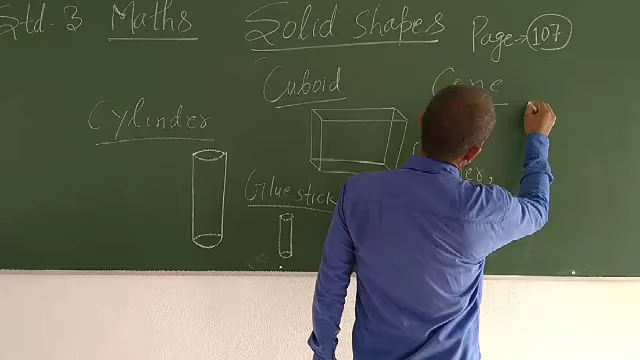 Std. 3 Maths
Solid Shapes
Page → 107
Cuboid
Cone
Cylinder
Glue stick